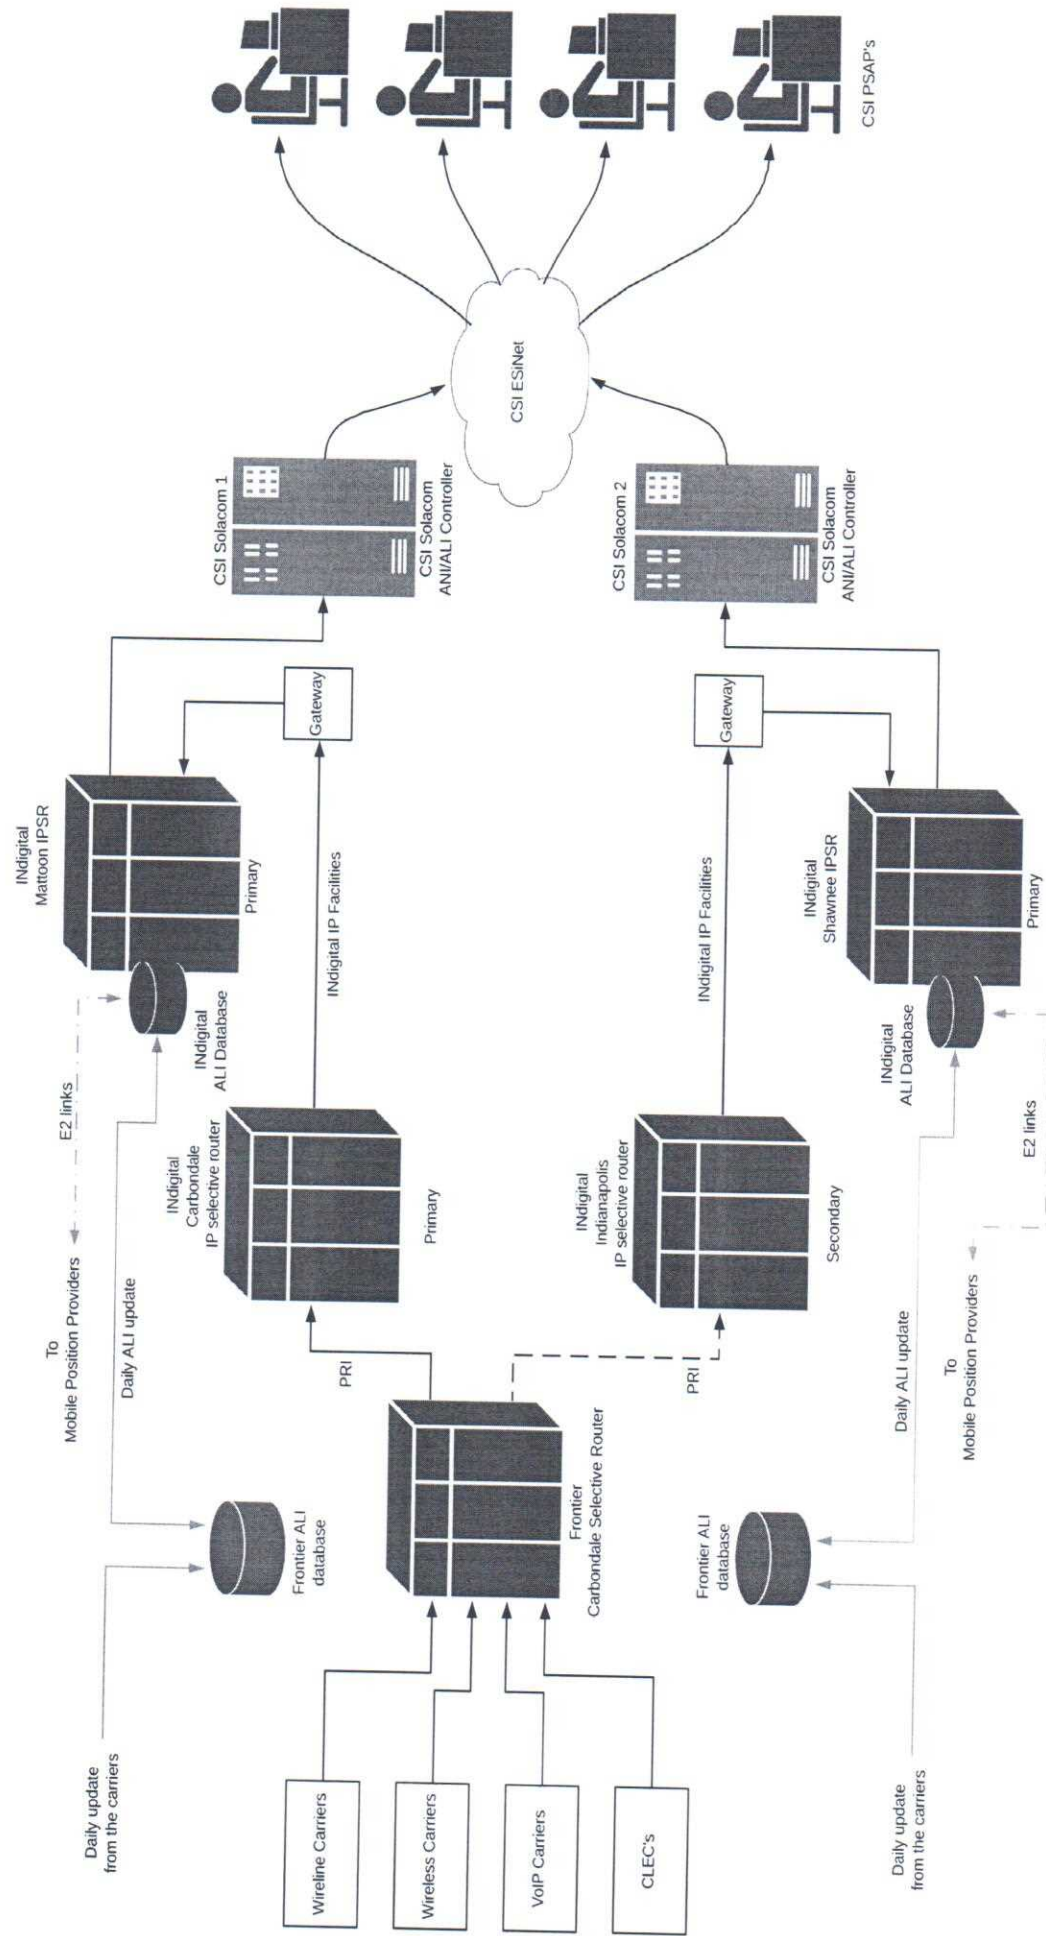 Wireline Carriers
Wireless Carriers
VoIP Carriers
CLEC's
Daily update
from the carriers
Frontier ALI
database
Daily ALI update
To
Mobile Position Providers
E2 links
Frontier
Carbondale Selective Router
PRI
PRI
INdigital
Carbondale
IP selective router
Primary
INdigital
Indianapolis
IP selective router
Secondary
INdigital
ALI Database
INdigital
Mattoon IPSR
Primary
INdigital IP Facilities
Gateway
INdigital IP Facilities
Gateway
CSI Solacom 1
CSI Solacom
ANI/ALI Controller
CSI Solacom 2
CSI Solacom
ANI/ALI Controller
CSI ESiNet
CSI PSAP's
Daily update
from the carriers
Frontier ALI
database
Daily ALI update
To
Mobile Position Providers
E2 links
INdigital
ALI Database
INdigital
Shawnee IPSR
Primary